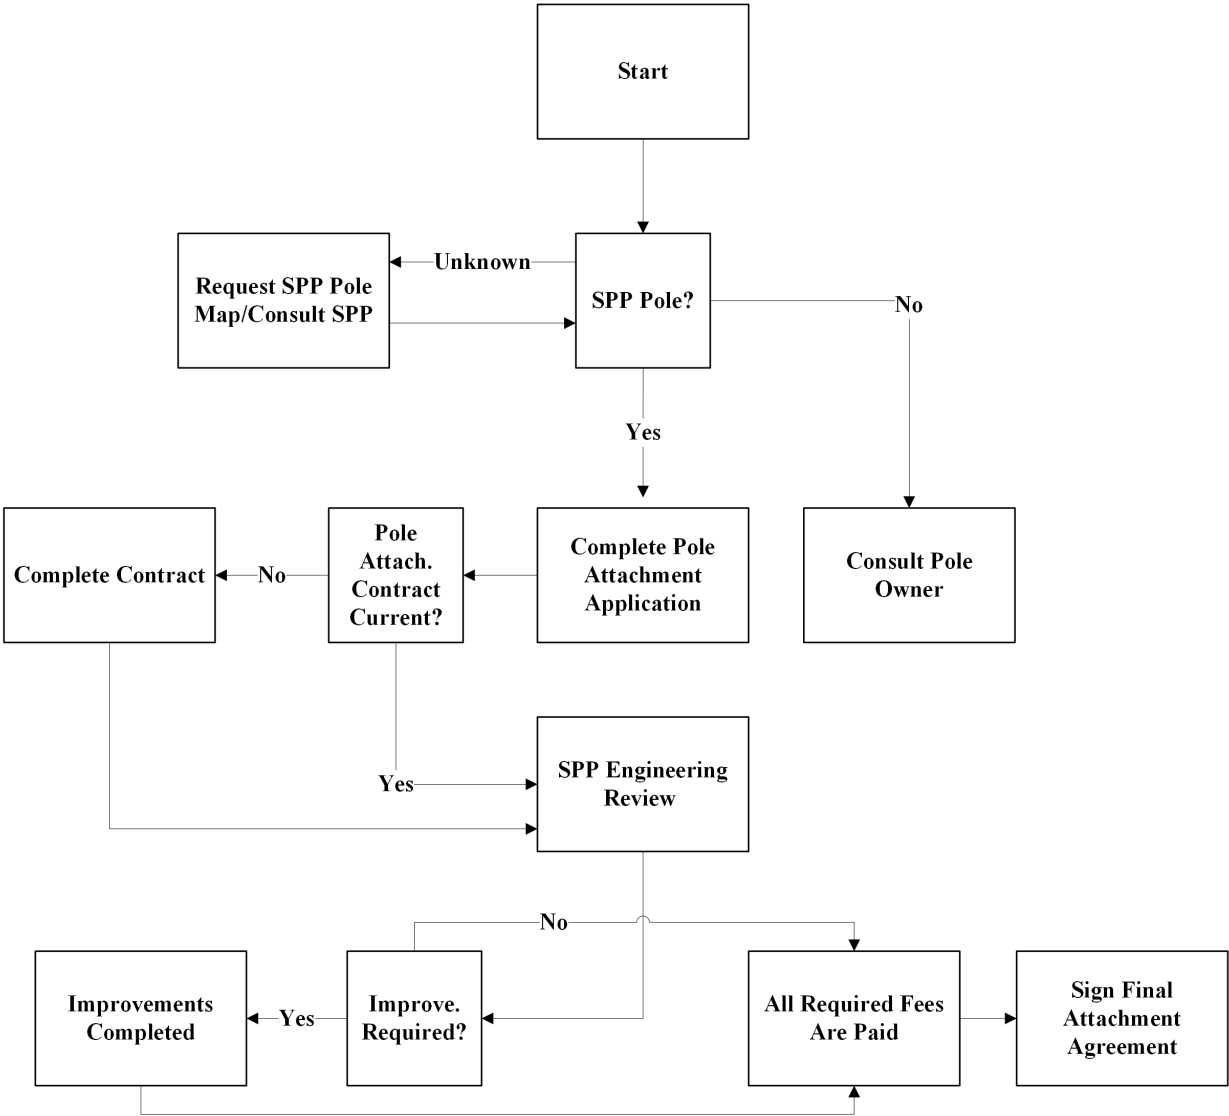 Start
Unknown
Request SPP Pole
Map/Consult SPP
SPP Pole?
No
Yes
Complete Contract
No
Pole
Attach.
Contract
Current?
Complete Pole
Attachment
Application
Consult Pole
Owner
Yes
SPP Engineering
Review
No
Improvements
Completed
Yes
Improve.
Required?
All Required Fees
Are Paid
Sign Final
Attachment
Agreement